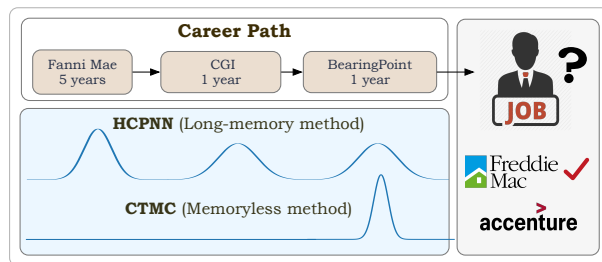 Career Path
Fanni Mae
5 years
CGI
1 year
BearingPoint
1 year
?
JOB
HCPNN (Long-memory method)
CTMC (Memoryless method)
Freddie
Mac
>
accenture